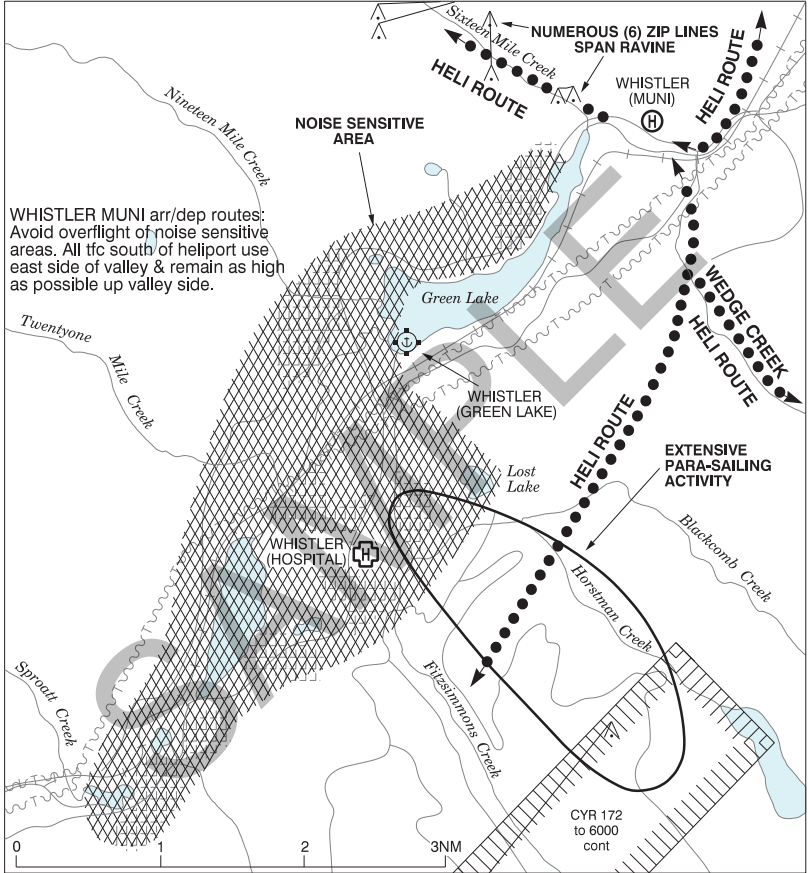 Sixteen Mile Creek
NUMEROUS (6) ZIP LINES
SPAN RAVINE
HELI ROUTE
WHISTLER
(MUNI)
H
HELI ROUTE
Nineteen Mile Creek
NOISE SENSITIVE
AREA
WHISTLER MUNI arr/dep routes:
Avoid overflight of noise sensitive
areas. All tfc south of heliport use
east side of valley & remain as high
as possible up valley side.
Green Lake
WEDGE CREEK
HELI ROUTE
Twentyone Mile Creek
WHISTLER
(GREEN LAKE)
HELI ROUTE
EXTENSIVE
PARA-SAILING
ACTIVITY
Lost
Lake
WHISTLER
(HOSPITAL)
H
Blackcomb Creek
Horstman Creek
Fitzsimmons Creek
Sproatt Creek
CYR 172
to 6000
cont
0 1 2 3NM
SAMPLE